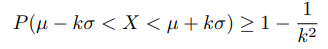 P(μ − kσ < X < μ + kσ) ≥ 1 − 1/k²